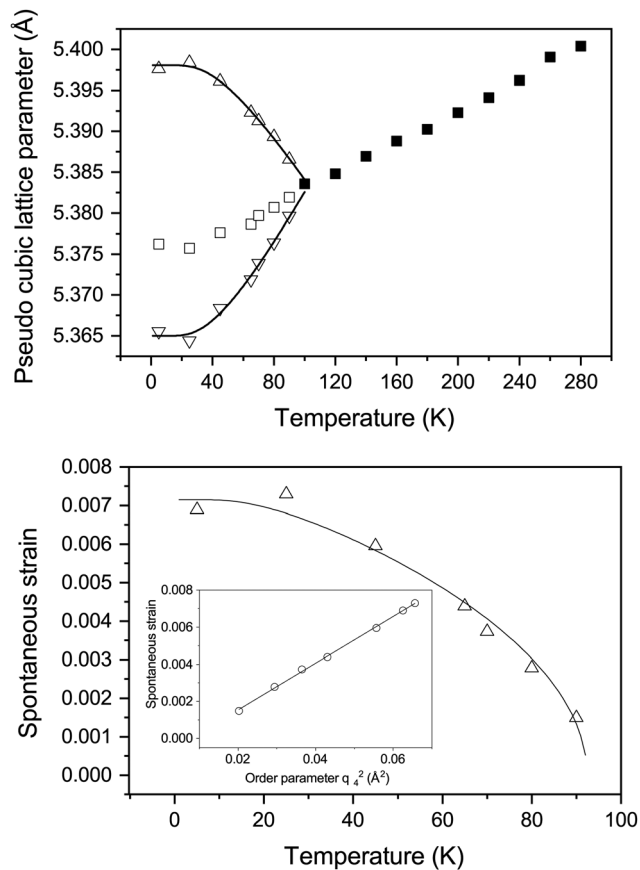 Pseudo cubic lattice parameter (Å)
5.400
5.395
5.390
5.385
5.380
5.375
5.370
5.365
0 40 80 120 160 200 240 280
Temperature (K)
Spontaneous strain
0.008
0.007
0.006
0.005
0.004
0.003
0.002
0.001
0.000
Spontaneous strain
0.008
0.006
0.004
0.002
0.000
0.02 0.04 0.06
Order parameter q₄² (Å²)
0 20 40 60 80 100
Temperature (K)